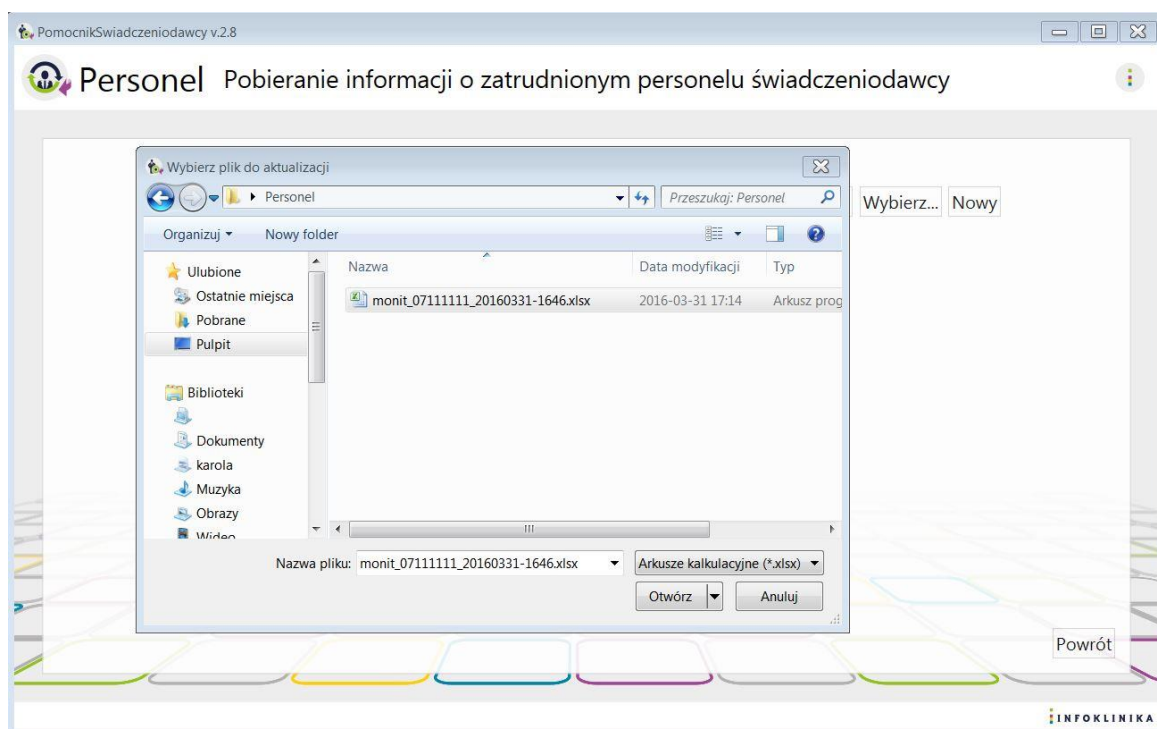 PomocnikSwiadczeniodawcy v.2.8
Personel Pobieranie informacji o zatrudnionym personelu świadczeniodawcy
Wybierz plik do aktualizacji
Personel
Przeszukaj: Personel
Wybierz... Nowy
Organizuj Nowy folder
Ulubione
Ostatnie miejsca
Pobrane
Pulpit
Biblioteki
Dokumenty
karola
Muzyka
Obrazy
Wideo
Nazwa Data modyfikacji Typ
monit_07111111_20160331-1646.xlsx 2016-03-31 17:14 Arkusz prog
Nazwa pliku: monit_07111111_20160331-1646.xlsx Arkusze kalkulacyjne (*.xlsx)
Otwórz Anuluj
Powrót
INFOKLINIKA